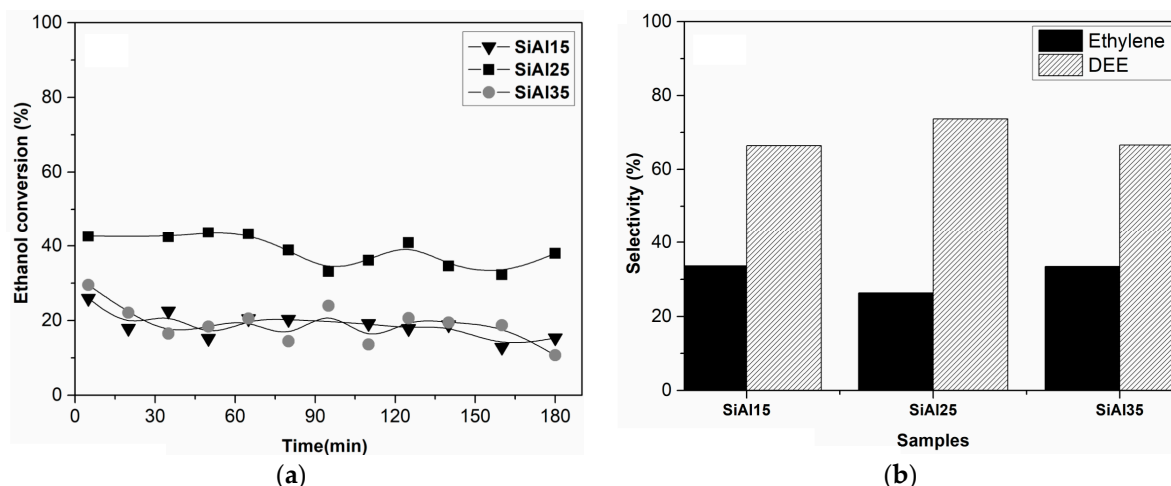 100
80
60
40
20
0
Ethanol conversion (%)
SiAl15
SiAl25
SiAl35
0 30 60 90 120 150 180
Time(min)
(a)
100
80
60
40
20
0
Selectivity (%)
Ethylene
DEE
SiAl15 SiAl25 SiAl35
Samples
(b)